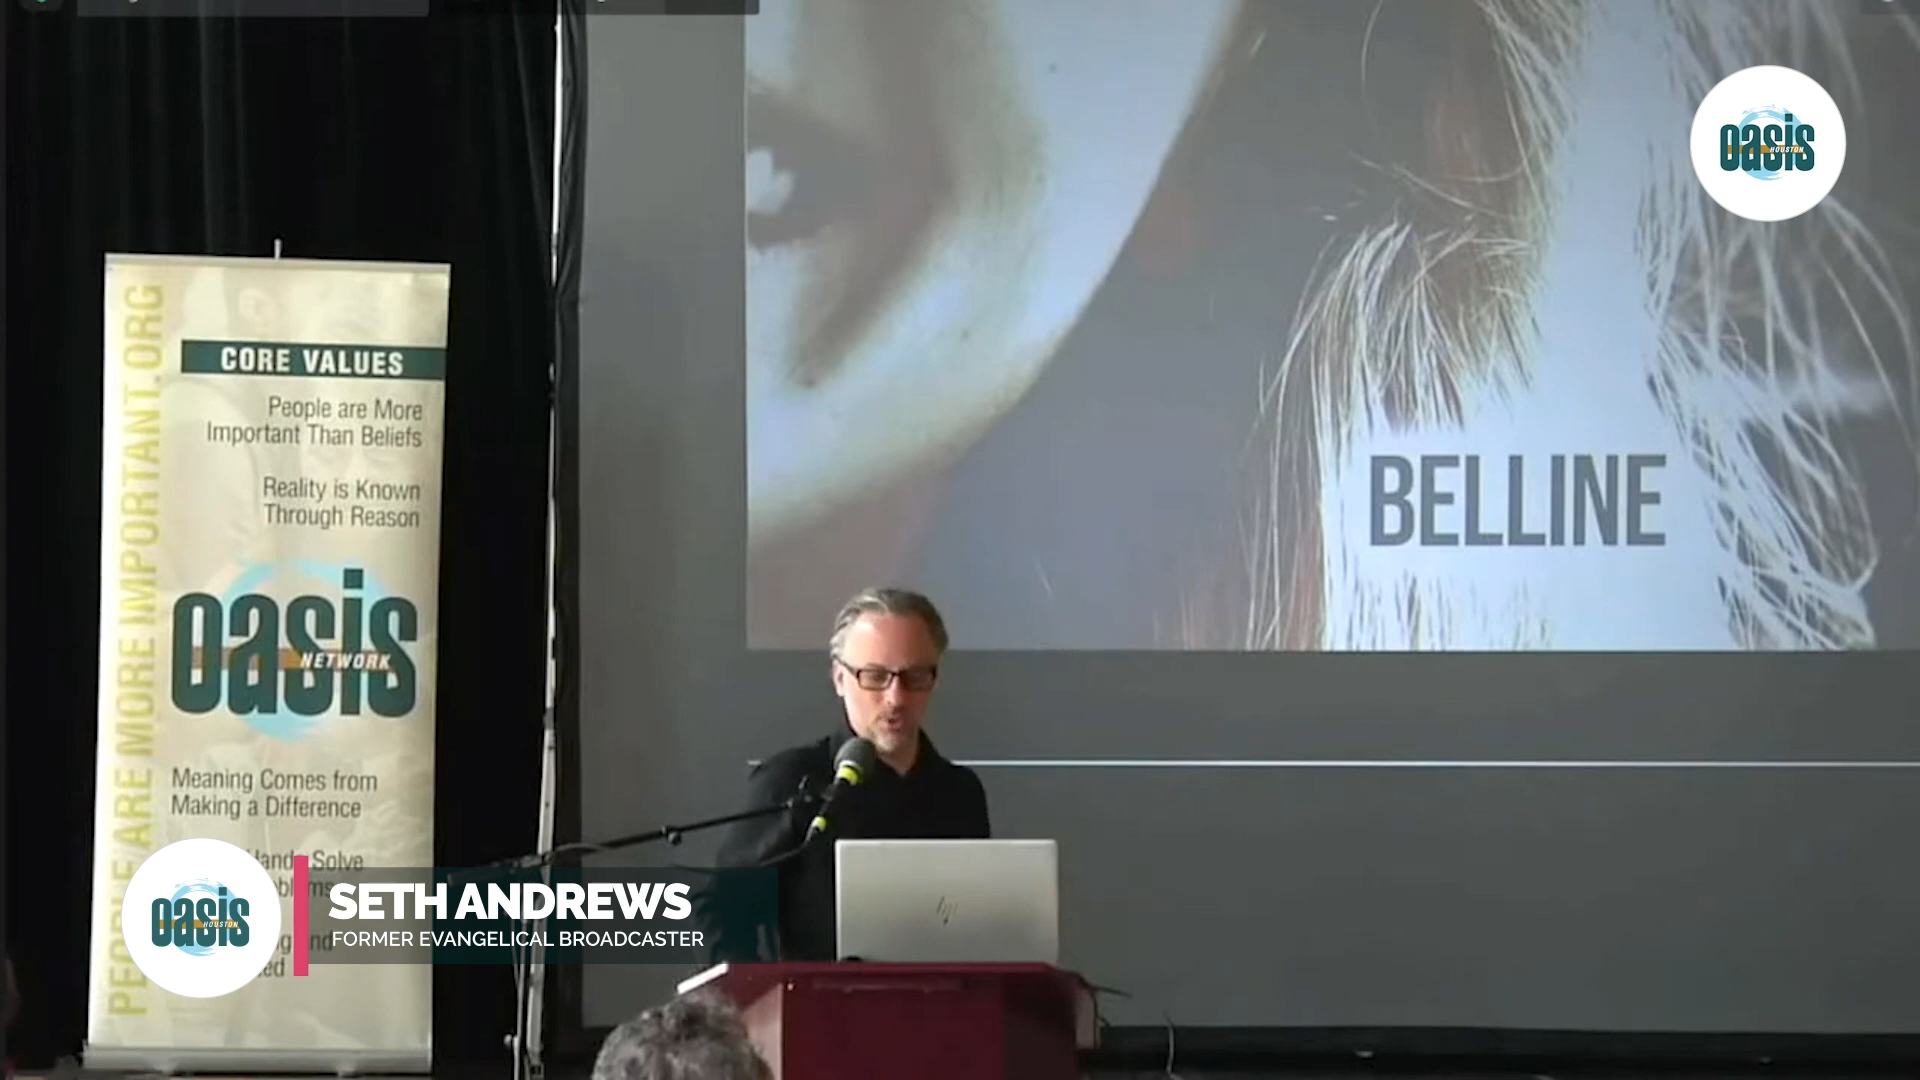 PEOPLE ARE MORE IMPORTANT.ORG
CORE VALUES
People are More
Important Than Beliefs
Reality is Known
Through Reason
oasis
NETWORK
Meaning Comes from
Making a Difference
Solve
BELLINE
oasis
HOUSTON
oasis
HOUSTON
SETH ANDREWS
FORMER EVANGELICAL BROADCASTER
hp